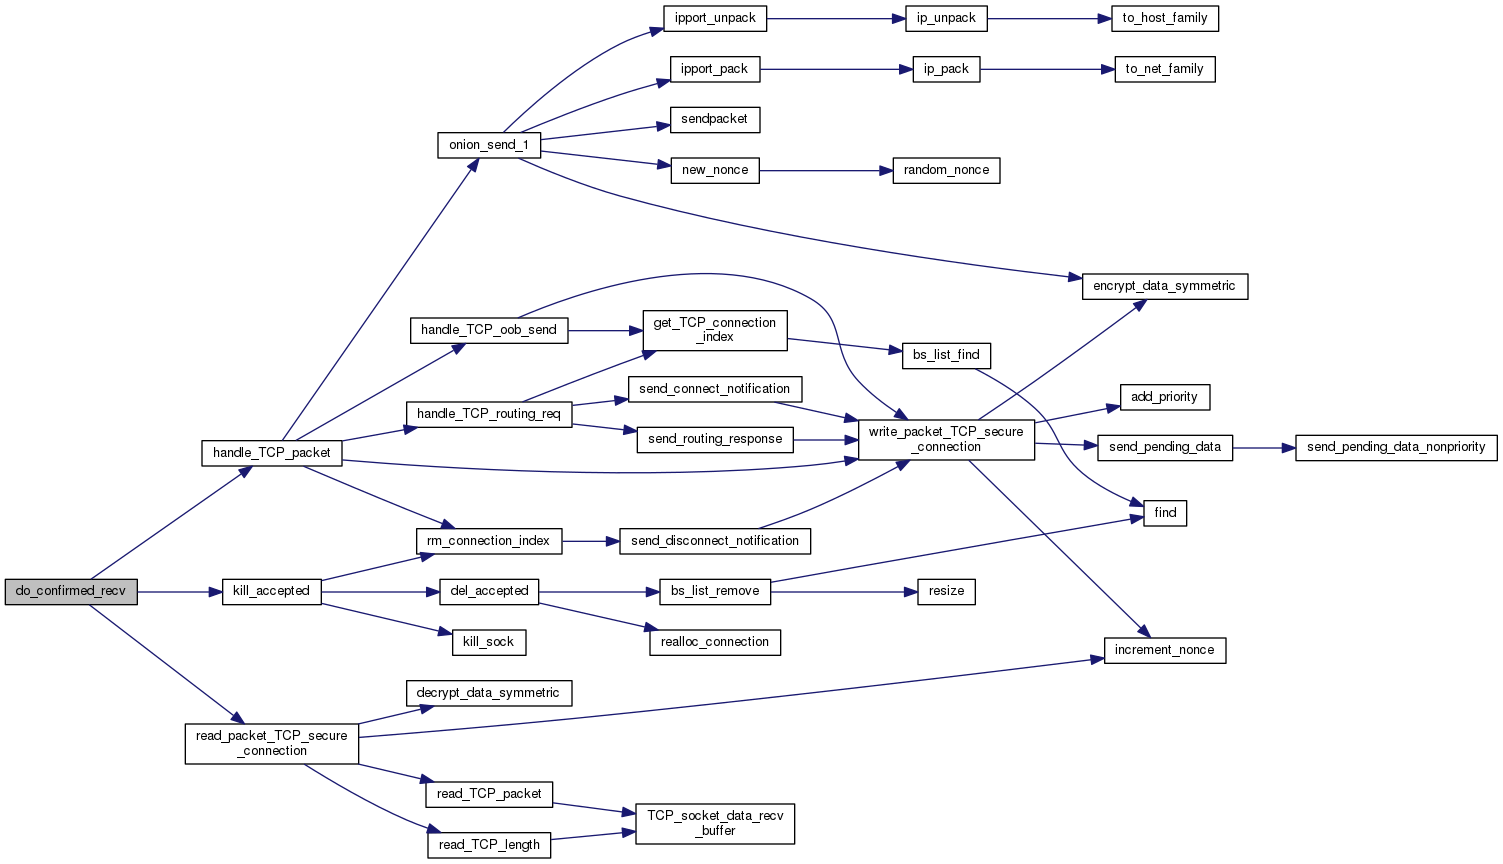 ipport_unpack
ip_unpack
to_host_family
ipport_pack
ip_pack
to_net_family
sendpacket
onion_send_1
new_nonce
random_nonce
encrypt_data_symmetric
handle_TCP_oob_send
get_TCP_connection
_index
bs_list_find
send_connect_notification
add_priority
handle_TCP_routing_req
send_routing_response
write_packet_TCP_secure
_connection
send_pending_data
send_pending_data_nonpriority
handle_TCP_packet
find
rm_connection_index
send_disconnect_notification
do_confirmed_recv
kill_accepted
del_accepted
bs_list_remove
resize
kill_sock
realloc_connection
increment_nonce
decrypt_data_symmetric
read_packet_TCP_secure
_connection
read_TCP_packet
TCP_socket_data_recv
_buffer
read_TCP_length